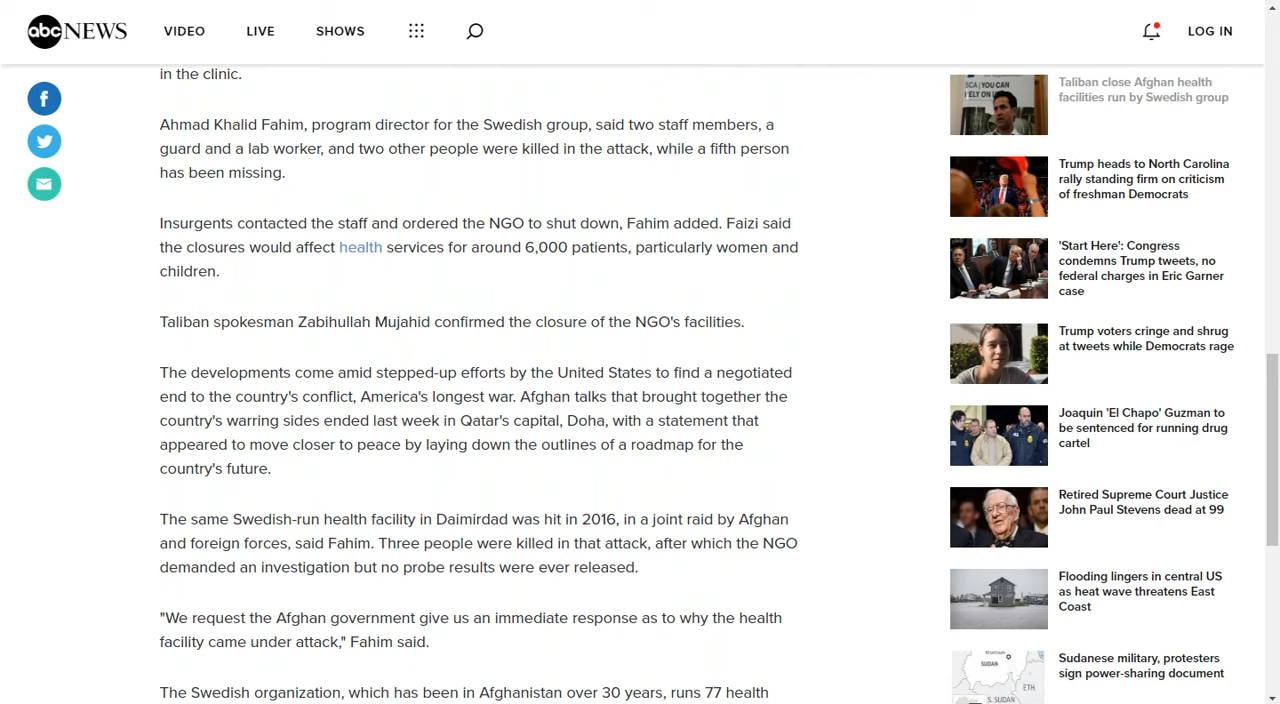 abc NEWS
VIDEO
LIVE
SHOWS
LOG IN
in the clinic.
Ahmad Khalid Fahim, program director for the Swedish group, said two staff members, a
guard and a lab worker, and two other people were killed in the attack, while a fifth person
has been missing.
Insurgents contacted the staff and ordered the NGO to shut down, Fahim added. Faizi said
the closures would affect health services for around 6,000 patients, particularly women and
children.
Taliban spokesman Zabihullah Mujahid confirmed the closure of the NGO's facilities.
The developments come amid stepped-up efforts by the United States to find a negotiated
end to the country's conflict, America's longest war. Afghan talks that brought together the
country's warring sides ended last week in Qatar's capital, Doha, with a statement that
appeared to move closer to peace by laying down the outlines of a roadmap for the
country's future.
The same Swedish-run health facility in Daimirdad was hit in 2016, in a joint raid by Afghan
and foreign forces, said Fahim. Three people were killed in that attack, after which the NGO
demanded an investigation but no probe results were ever released.
"We request the Afghan government give us an immediate response as to why the health
facility came under attack," Fahim said.
The Swedish organization, which has been in Afghanistan over 30 years, runs 77 health
Taliban close Afghan health
facilities run by Swedish group
Trump heads to North Carolina
rally standing firm on criticism
of freshman Democrats
'Start Here': Congress
condemns Trump tweets, no
federal charges in Eric Garner
case
Trump voters cringe and shrug
at tweets while Democrats rage
Joaquin 'El Chapo' Guzman to
be sentenced for running drug
cartel
Retired Supreme Court Justice
John Paul Stevens dead at 99
Flooding lingers in central US
as heat wave threatens East
Coast
Sudanese military, protesters
sign power-sharing document
SUDAN
ETH.
S. SUDAN